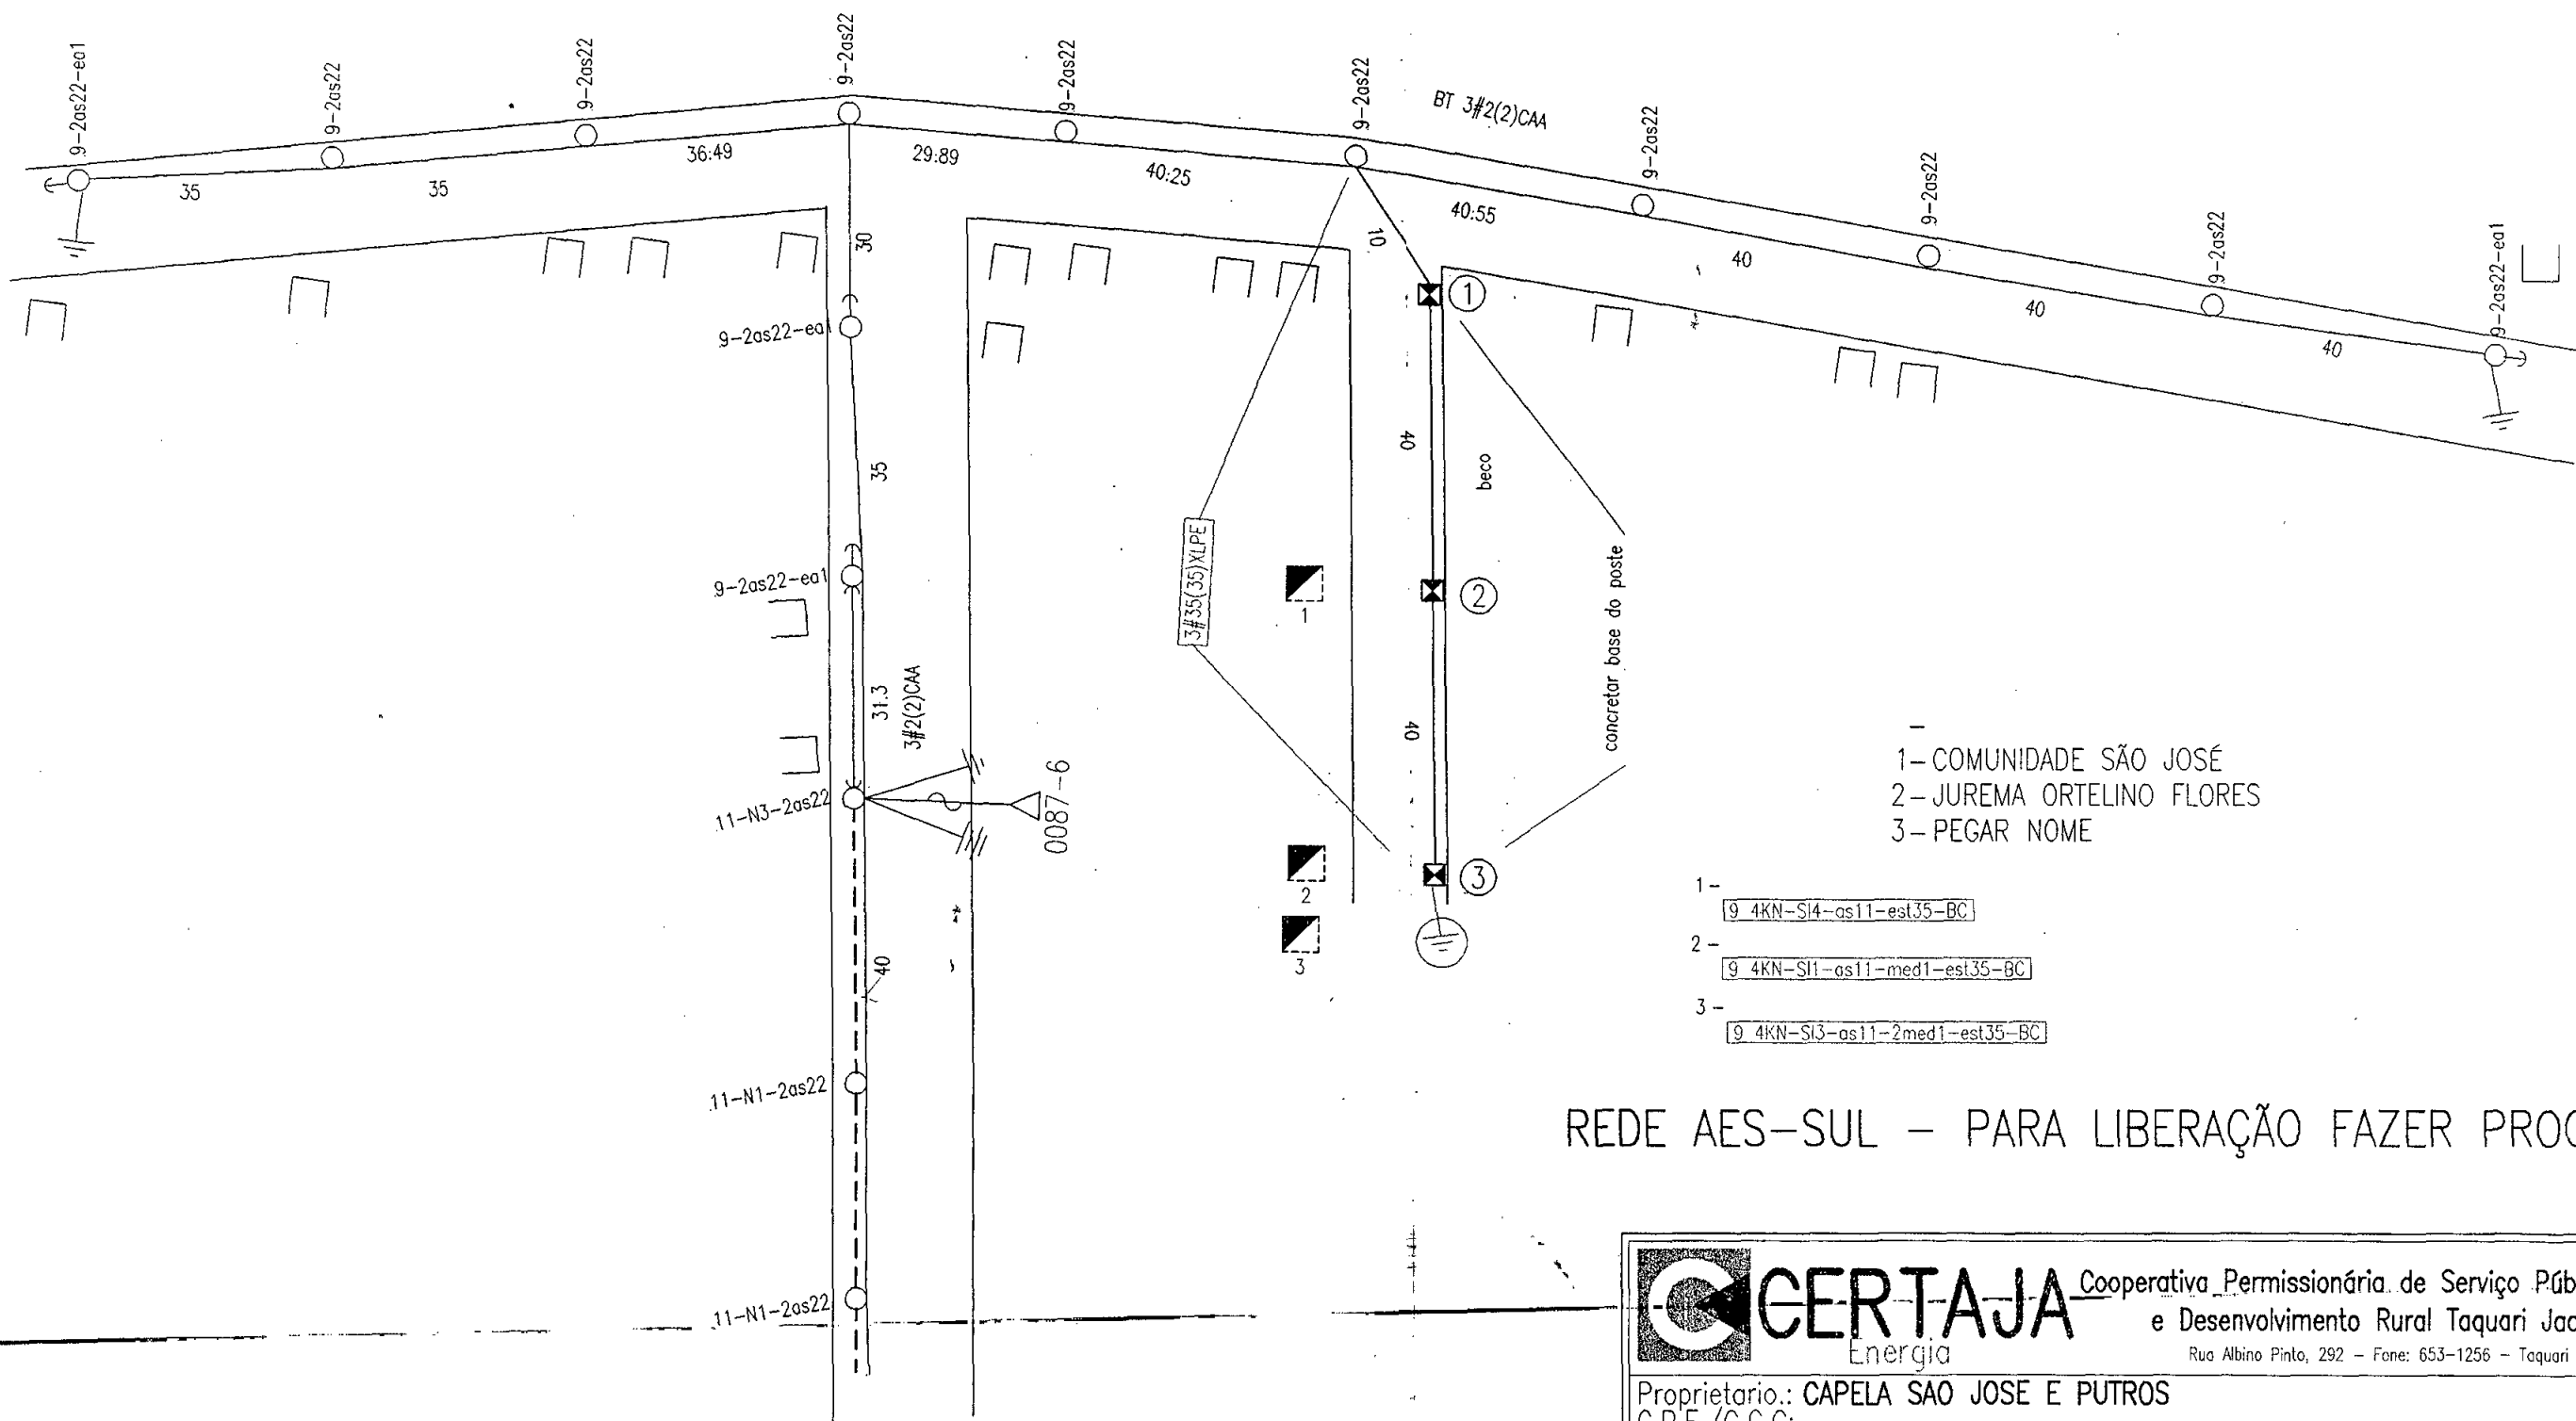 9-2as22-ea1
9-2as22
9-2as22
9-2as22
9-2as22
9-2as22
BT 3#2(2)CAA
9-2as22
9-2as22
9-2as22
9-2as22-ea1
35
35
36:49
29:89
40:25
40:55
40
40
40
30
10
9-2as22-ea
35
9-2as22-ea1
31.3
3#2(2)CAA
11-N3-2as22
0087-6
40
11-N1-2as22
11-N1-2as22
3#35(35)XLPE
1
40
beco
2
40
3
concretar base do poste
1
2
3
1- COMUNIDADE SÃO JOSÉ
2- JUREMA ORTELINO FLORES
3- PEGAR NOME
1-
9 4KN-SI4-as11-est35-BC
2-
9 4KN-SI1-as11-med1-est35-BC
3-
9 4KN-SI3-as11-2med1-est35-BC
REDE AES-SUL - PARA LIBERAÇÃO FAZER PROC
CERTAJA
Energia
Cooperativa Permissionária de Serviço Púb
e Desenvolvimento Rural Taquari Jac
Rua Albino Pinto, 292 - Fone: 653-1256 - Taquari
Proprietario.: CAPELA SAO JOSE E PUTROS